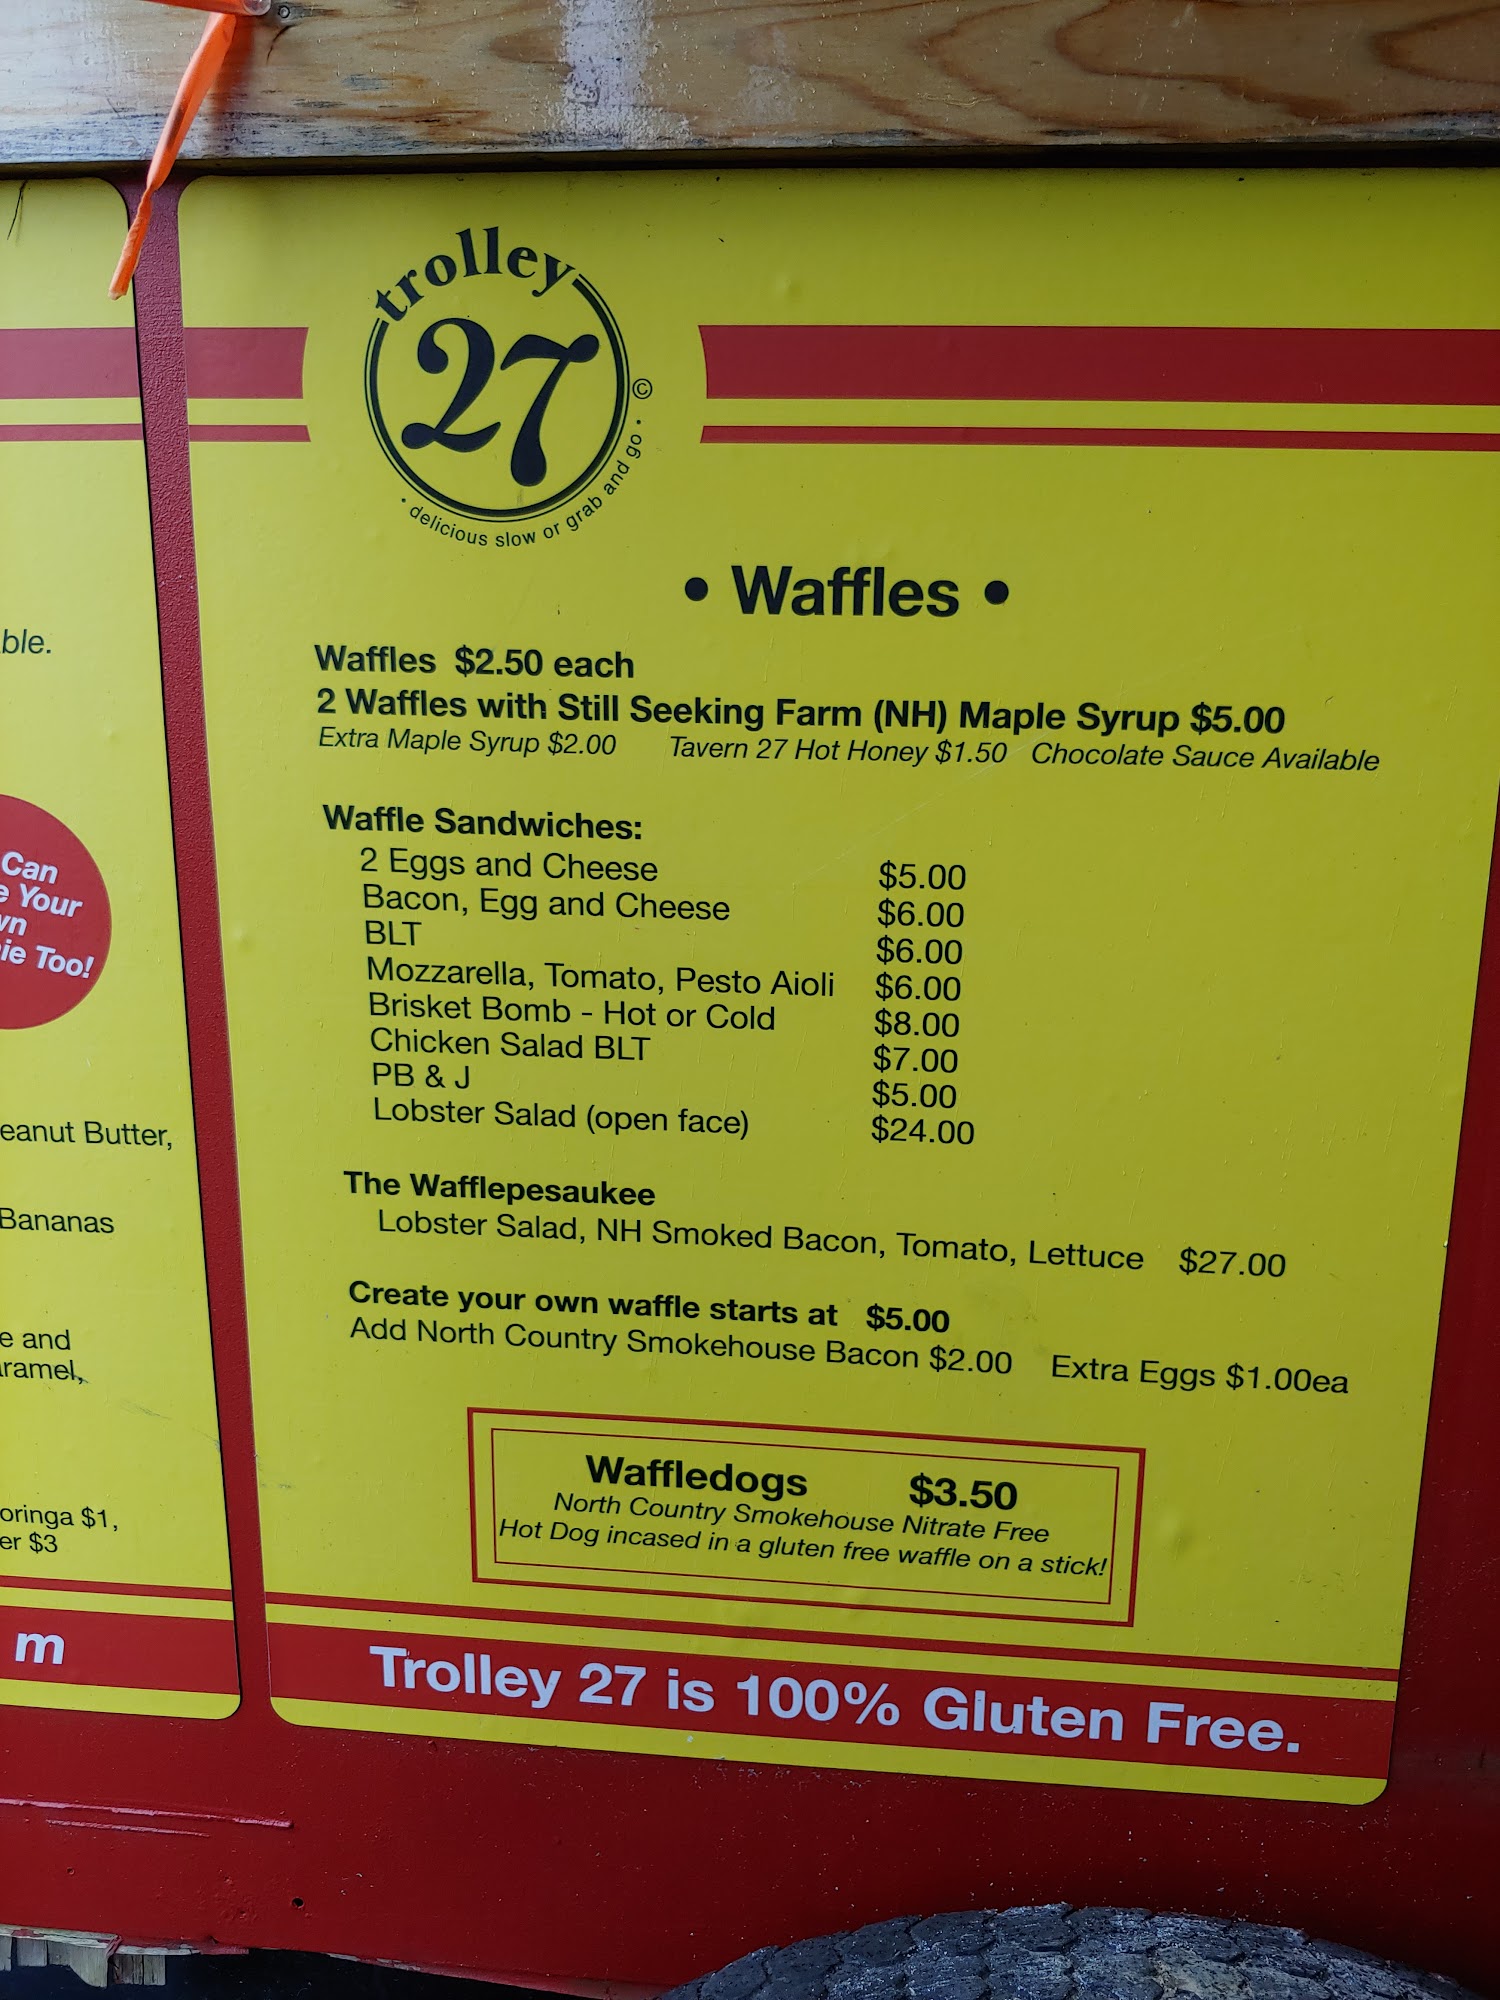 trolley
27
©
• delicious slow or grab and go •
• Waffles •
Waffles $2.50 each
2 Waffles with Still Seeking Farm (NH) Maple Syrup $5.00
Extra Maple Syrup $2.00 Tavern 27 Hot Honey $1.50 Chocolate Sauce Available
Waffle Sandwiches:
2 Eggs and Cheese $5.00
Bacon, Egg and Cheese $6.00
BLT $6.00
Mozzarella, Tomato, Pesto Aioli $6.00
Brisket Bomb - Hot or Cold $8.00
Chicken Salad BLT $7.00
PB & J $5.00
Lobster Salad (open face) $24.00
The Wafflepesaukee
Lobster Salad, NH Smoked Bacon, Tomato, Lettuce $27.00
Create your own waffle starts at $5.00
Add North Country Smokehouse Bacon $2.00 Extra Eggs $1.00ea
Waffledogs $3.50
North Country Smokehouse Nitrate Free
Hot Dog incased in a gluten free waffle on a stick!
Trolley 27 is 100% Gluten Free.
Can
Your
Too!
Butter,
Bananas
and
$1,
$3